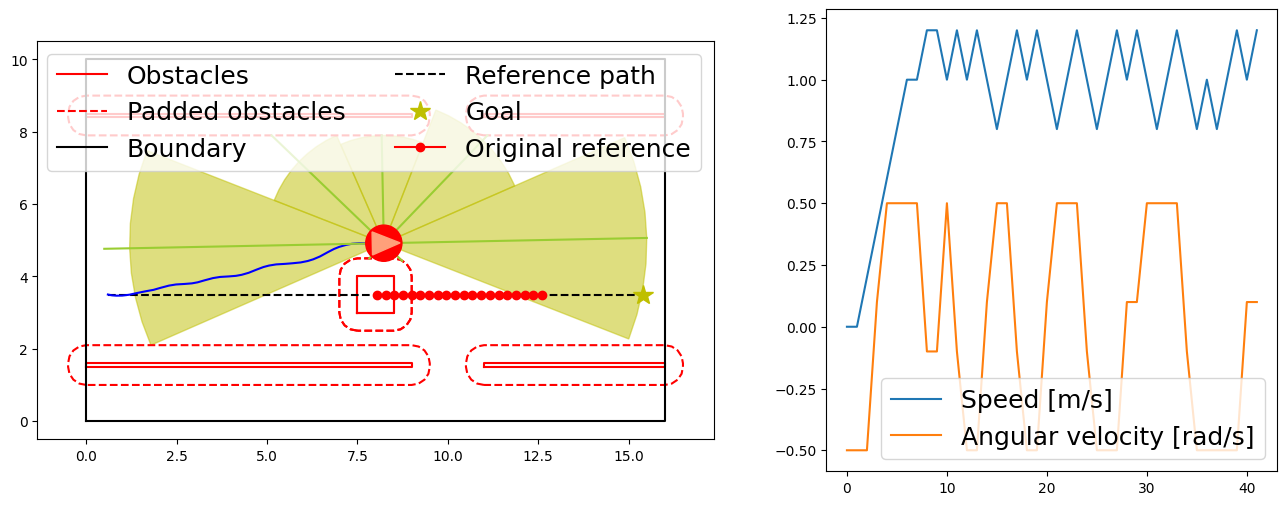 Obstacles
Padded obstacles
Boundary
Reference path
Goal
Original reference
10
8
6
4
2
0
0.0 2.5 5.0 7.5 10.0 12.5 15.0
1.25
1.00
0.75
0.50
0.25
0.00
−0.25
−0.50
Speed [m/s]
Angular velocity [rad/s]
0 10 20 30 40